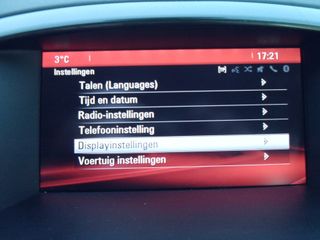 3°C
17:21
Instellingen
Talen (Languages)
Tijd en datum
Radio-instellingen
Telefooninstelling
Displayinstellingen
Voertuig instellingen